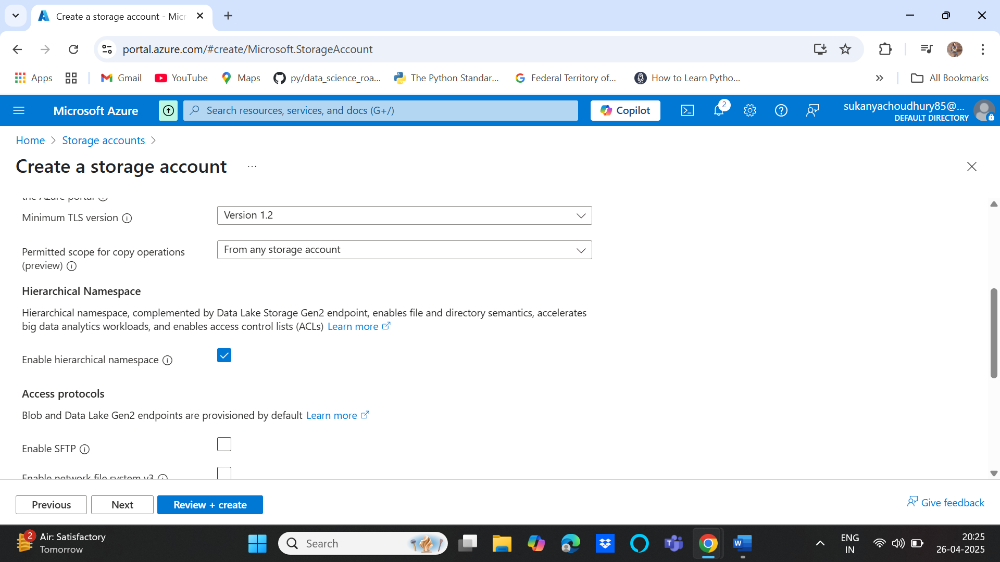 Create a storage account - Micr
portal.azure.com/#create/Microsoft.StorageAccount
Apps
Gmail
YouTube
Maps
py/data_science_roa...
The Python Standar...
Federal Territory of...
How to Learn Pytho...
All Bookmarks
Microsoft Azure
Search resources, services, and docs (G+/)
Copilot
2
sukanyachoudhury85@...
DEFAULT DIRECTORY
Home
Storage accounts
Create a storage account
the Azure portal
Minimum TLS version
Version 1.2
Permitted scope for copy operations
(preview)
From any storage account
Hierarchical Namespace
Hierarchical namespace, complemented by Data Lake Storage Gen2 endpoint, enables file and directory semantics, accelerates
big data analytics workloads, and enables access control lists (ACLs) Learn more
Enable hierarchical namespace
Access protocols
Blob and Data Lake Gen2 endpoints are provisioned by default Learn more
Enable SFTP
Enable network file system v3
Previous
Next
Review + create
Give feedback
2
Air: Satisfactory
Tomorrow
Search
ENG
IN
20:25
26-04-2025